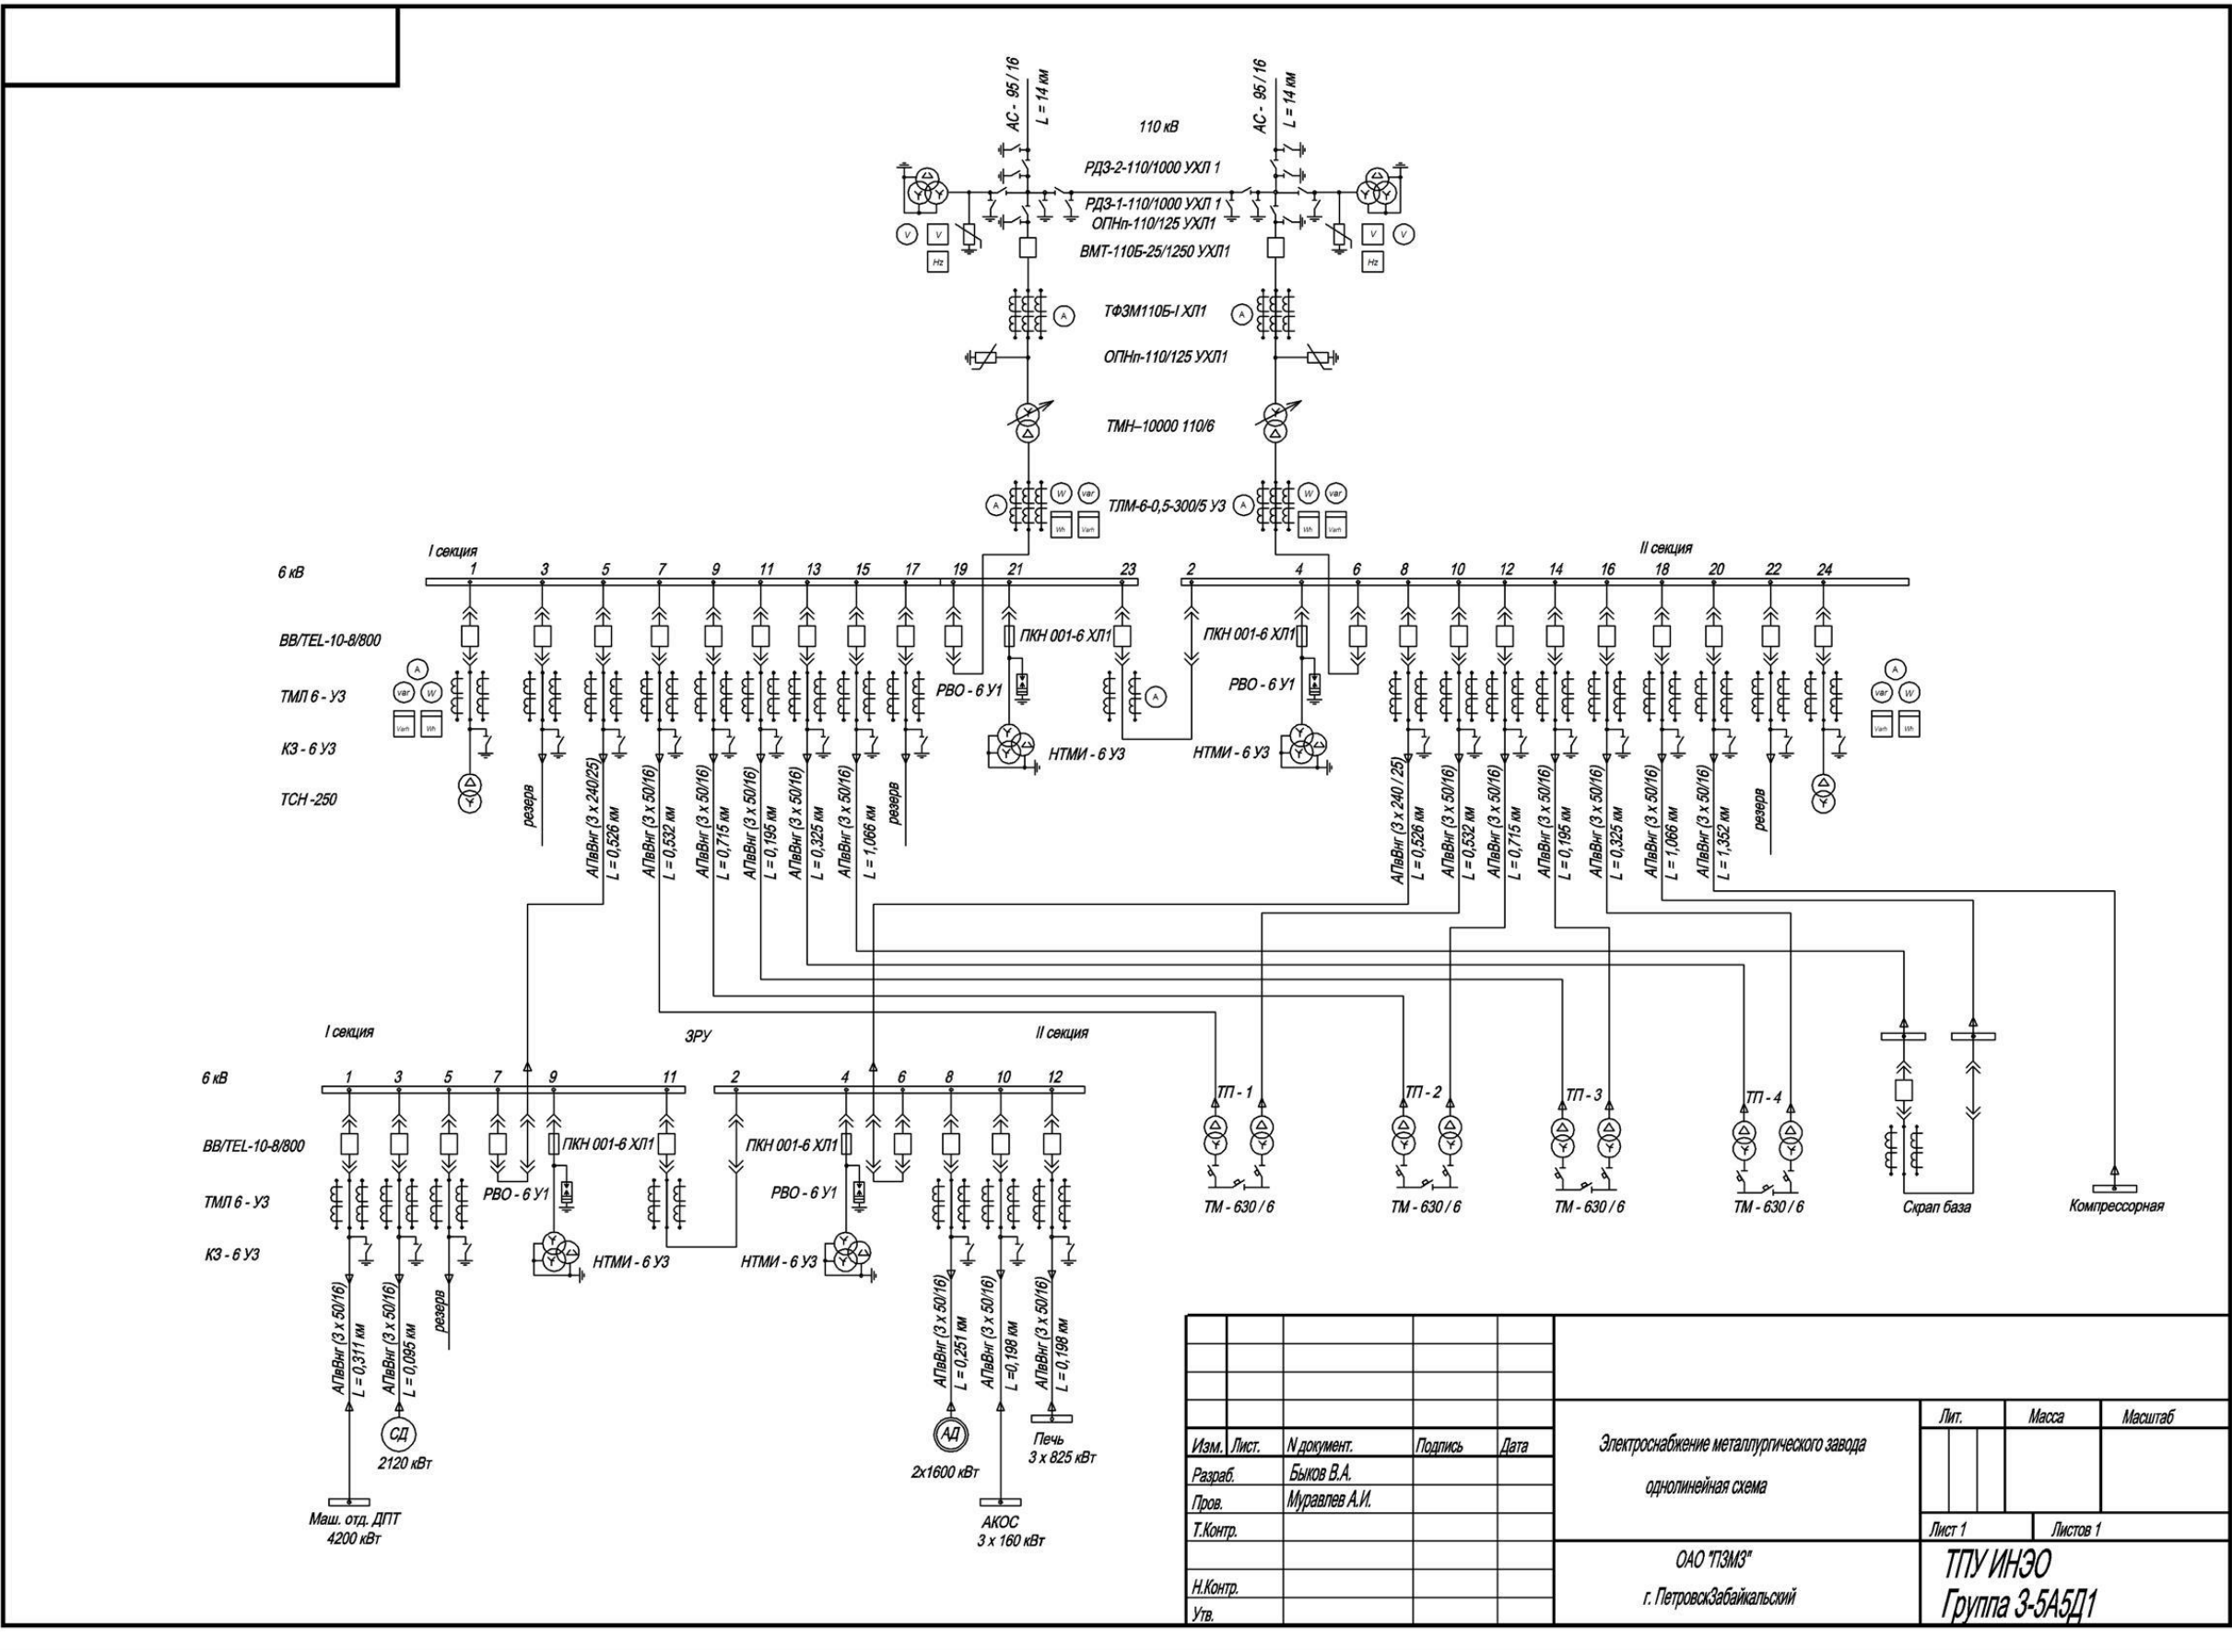 АС - 95 / 16
L = 14 км
АС - 95 / 16
L = 14 км
110 кВ
РДЗ-2-110/1000 УХЛ 1
РДЗ-1-110/1000 УХЛ 1
ОПНп-110/125 УХЛ1
V
V
V
V
ВМТ-110Б-25/1250 УХЛ1
Hz
Hz
ТФЗМ110Б-I ХЛ1
A
A
ОПНп-110/125 УХЛ1
ТМН–10000 110/6
A
W
var
ТЛМ-6-0,5-300/5 У3
A
W
var
Wh
Varh
Wh
Varh
I секция
II секция
6 кВ
1 3 5 7 9 11 13 15 17 19 21 23 2 4 6 8 10 12 14 16 18 20 22 24
ВВ/TEL-10-8/800
ПКН 001-6 ХЛ1
ПКН 001-6 ХЛ1
A
A
var
W
var
W
ТМЛ 6 - У3
РВО - 6 У1
A
РВО - 6 У1
Varh
Wh
Varh
Wh
КЗ - 6 У3
НТМИ - 6 У3
НТМИ - 6 У3
ТСН -250
резерв
АПвВнг (3 х 240/25)
L = 0,526 км
АПвВнг (3 х 50/16)
L = 0,532 км
АПвВнг (3 х 50/16)
L = 0,715 км
АПвВнг (3 х 50/16)
L = 0,195 км
АПвВнг (3 х 50/16)
L = 0,325 км
АПвВнг (3 х 50/16)
L = 1,066 км
резерв
АПвВнг (3 х 240 / 25)
L = 0,526 км
АПвВнг (3 х 50/16)
L = 0,532 км
АПвВнг (3 х 50/16)
L = 0,715 км
АПвВнг (3 х 50/16)
L = 0,195 км
АПвВнг (3 х 50/16)
L = 0,325 км
АПвВнг (3 х 50/16)
L = 1,066 км
АПвВнг (3 х 50/16)
L = 1,352 км
резерв
I секция
ЗРУ
II секция
6 кВ
1 3 5 7 9 11 2 4 6 8 10 12
ТП - 1
ТП - 2
ТП - 3
ТП - 4
ВВ/TEL-10-8/800
ПКН 001-6 ХЛ1
ПКН 001-6 ХЛ1
ТМЛ 6 - У3
РВО - 6 У1
РВО - 6 У1
ТМ - 630 / 6
ТМ - 630 / 6
ТМ - 630 / 6
ТМ - 630 / 6
Скрап база
Компрессорная
КЗ - 6 У3
НТМИ - 6 У3
НТМИ - 6 У3
АПвВнг (3 х 50/16)
L = 0,311 км
АПвВнг (3 х 50/16)
L = 0,095 км
резерв
АПвВнг (3 х 50/16)
L = 0,251 км
АПвВнг (3 х 50/16)
L =0,198 км
АПвВнг (3 х 50/16)
L = 0,198 км
СД
2120 кВт
АД
2х1600 кВт
Печь
3 х 825 кВт
Маш. отд. ДПТ
4200 кВт
АКОС
3 х 160 кВт
Изм. Лист. N документ. Подпись Дата
Разраб. Быков В.А.
Пров. Муравлев А.И.
Т.Контр.
Н.Контр.
Утв.
Электроснабжение металлургического завода
однолинейная схема
Лит. Масса Масштаб
Лист 1 Листов 1
ОАО "ПЗМЗ"
г. ПетровскЗабайкальский
ТПУ ИНЭО
Группа З-5А5Д1